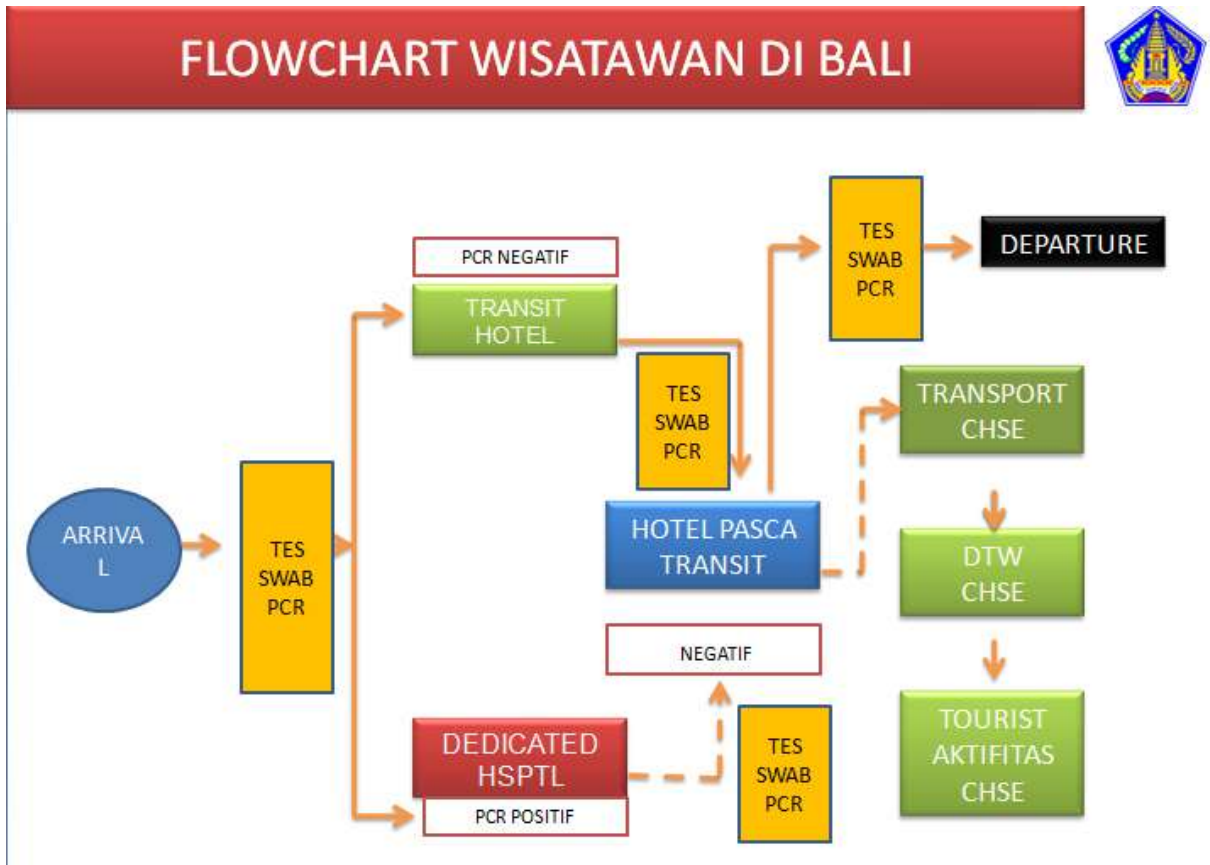 FLOWCHART WISATAWAN DI BALI
ARRIVA
L
TES
SWAB
PCR
PCR NEGATIF
TRANSIT
HOTEL
TES
SWAB
PCR
HOTEL PASCA
TRANSIT
TES
SWAB
PCR
DEPARTURE
TRANSPORT
CHSE
DTW
CHSE
TOURIST
AKTIFITAS
CHSE
DEDICATED
HSPTL
PCR POSITIF
NEGATIF
TES
SWAB
PCR